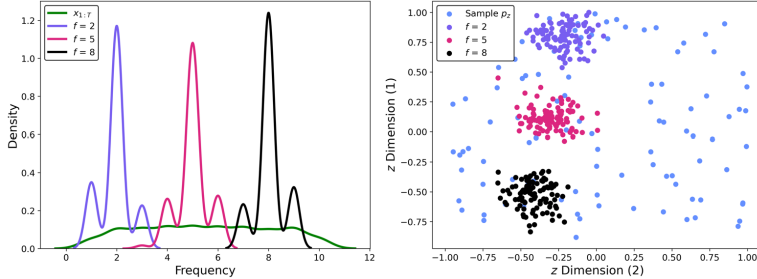 x1:T
f = 2
f = 5
f = 8
Density
1.2
1.0
0.8
0.6
0.4
0.2
0.0
0 2 4 6 8 10 12
Frequency
Sample pz
f = 2
f = 5
f = 8
z Dimension (1)
1.00
0.75
0.50
0.25
0.00
−0.25
−0.50
−0.75
−1.00 −0.75 −0.50 −0.25 0.00 0.25 0.50 0.75 1.00
z Dimension (2)